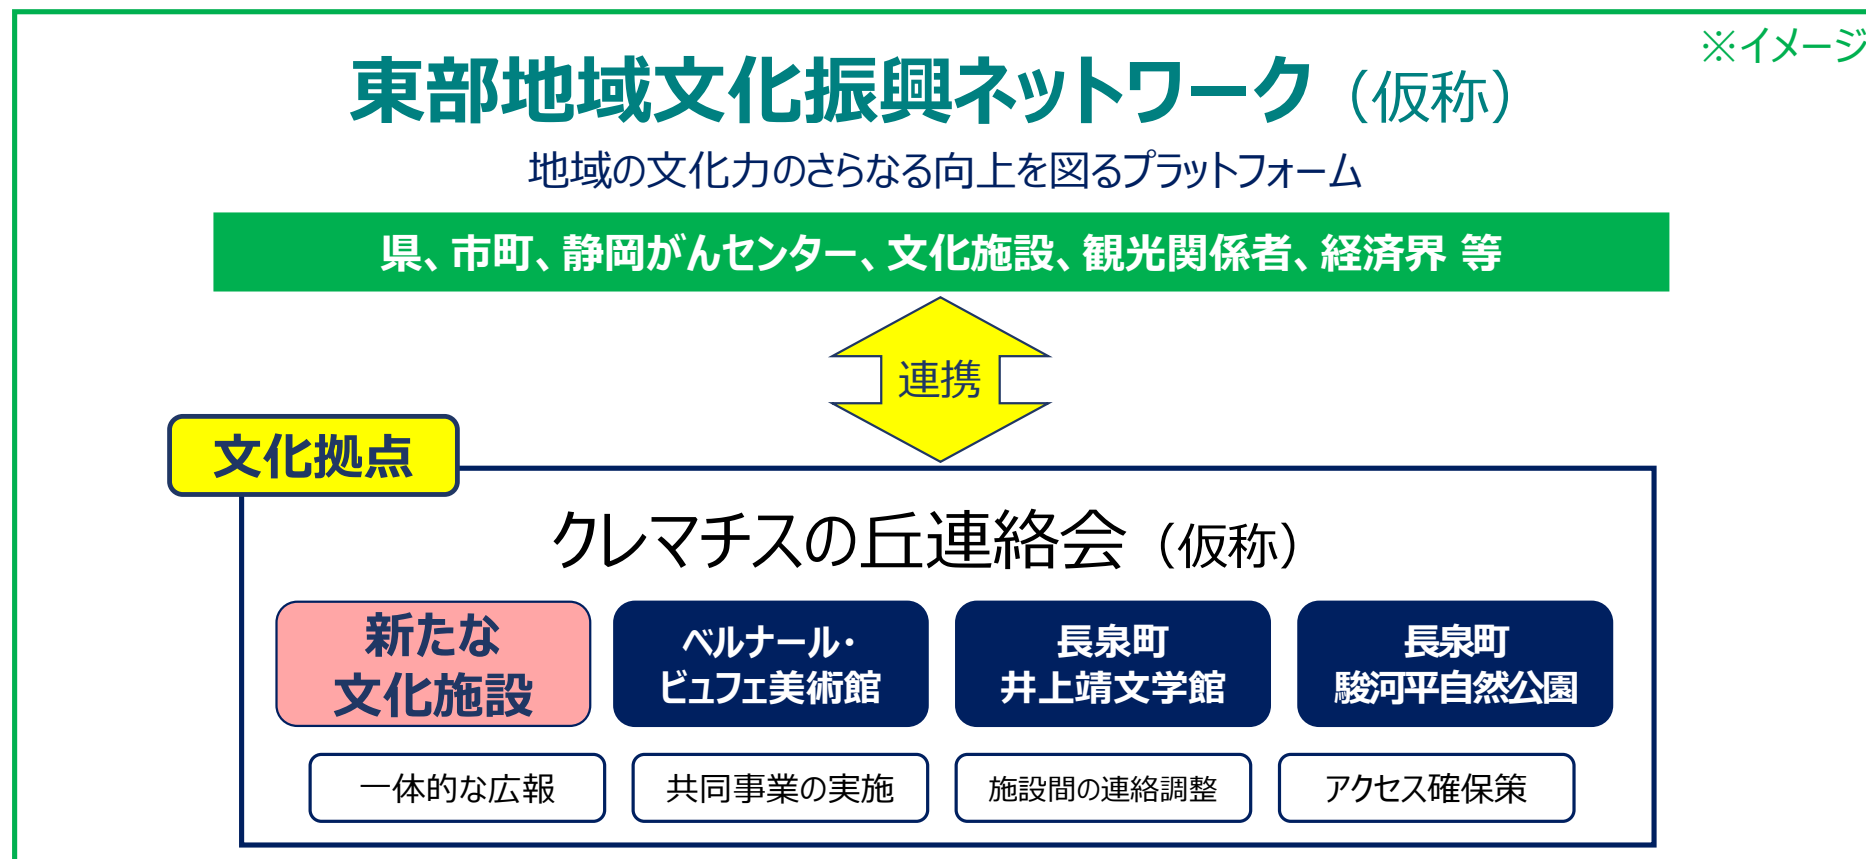 ※イメージ
東部地域文化振興ネットワーク（仮称）
地域の文化力のさらなる向上を図るプラットフォーム
県、市町、静岡がんセンター、文化施設、観光関係者、経済界 等
連携
文化拠点
クレマチスの丘連絡会（仮称）
新たな
文化施設
ベルナール・
ビュフェ美術館
長泉町
井上靖文学館
長泉町
駿河平自然公園
一体的な広報
共同事業の実施
施設間の連絡調整
アクセス確保策